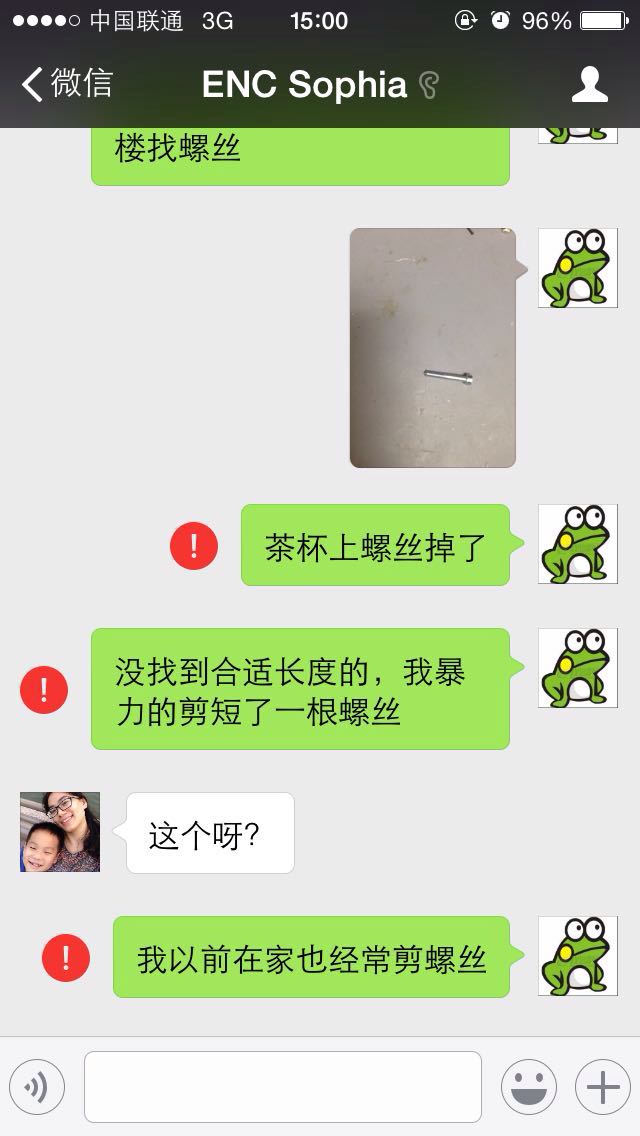 中国联通 3G 15:00 96%
微信 ENC Sophia
楼找螺丝
茶杯上螺丝掉了
没找到合适长度的，我暴
力的剪短了一根螺丝
这个呀？
我以前在家也经常剪螺丝